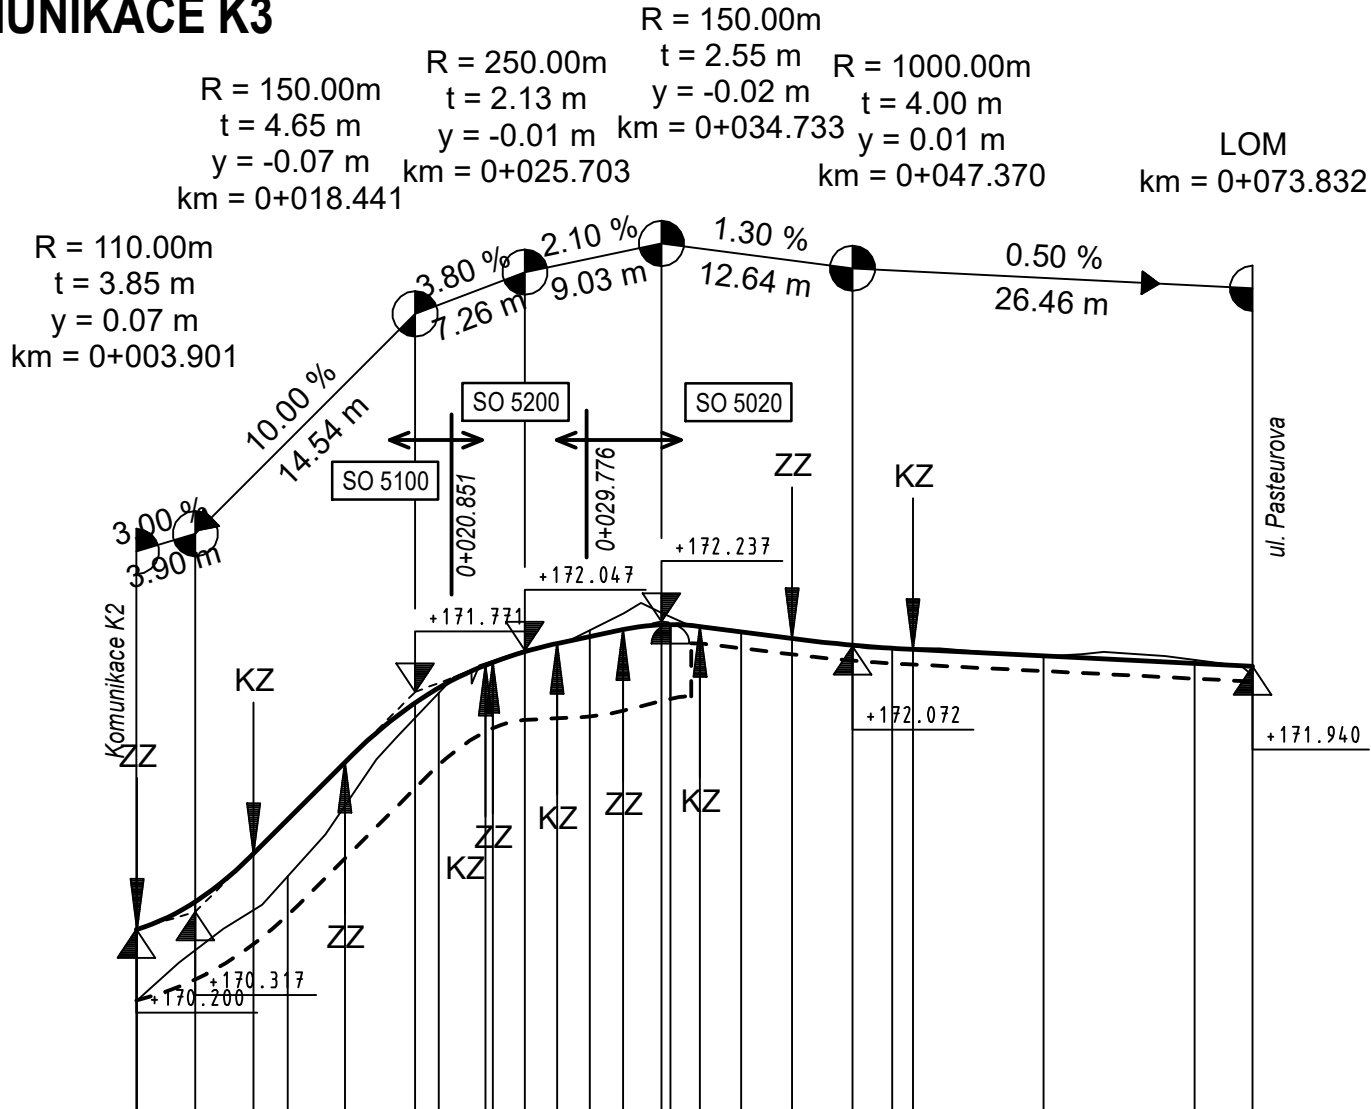 MUNIKACE K3
R = 110.00m
t = 3.85 m
y = 0.07 m
km = 0+003.901
R = 150.00m
t = 4.65 m
y = -0.07 m
km = 0+018.441
R = 250.00m
t = 2.13 m
y = -0.01 m
km = 0+025.703
R = 150.00m
t = 2.55 m
y = -0.02 m
km = 0+034.733
R = 1000.00m
t = 4.00 m
y = 0.01 m
km = 0+047.370
LOM
km = 0+073.832
3.00 %
3.90 m
10.00 %
14.54 m
3.80 %
7.26 m
2.10 %
9.03 m
1.30 %
12.64 m
0.50 %
26.46 m
SO 5100
SO 5200
SO 5020
0+020.851
0+029.776
Komunikace K2
ul. Pasteurova
ZZ
KZ
ZZ
KZ
ZZ
KZ
ZZ
KZ
ZZ
KZ
+170.200
+170.317
+171.771
+172.047
+172.237
+172.072
+171.940